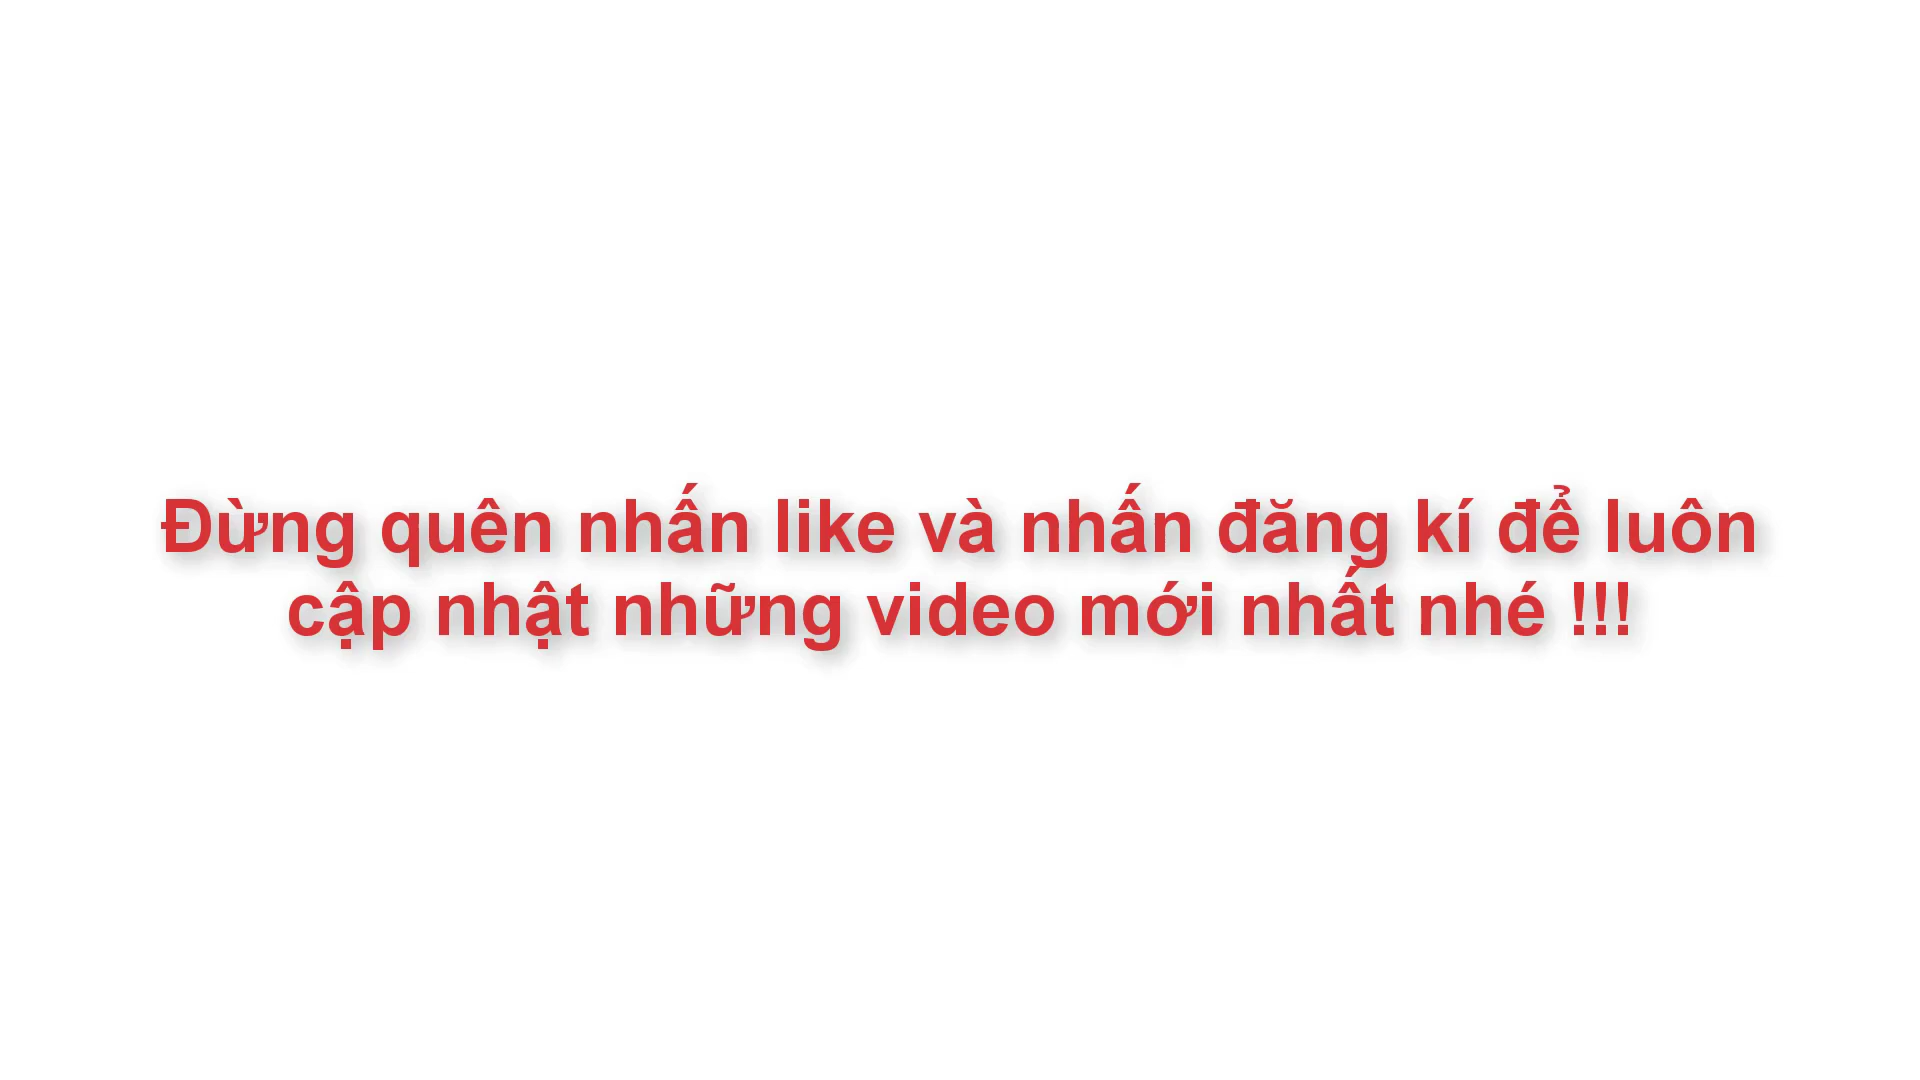 Đừng quên nhấn like và nhấn đăng kí để luôn
cập nhật những video mới nhất nhé !!!